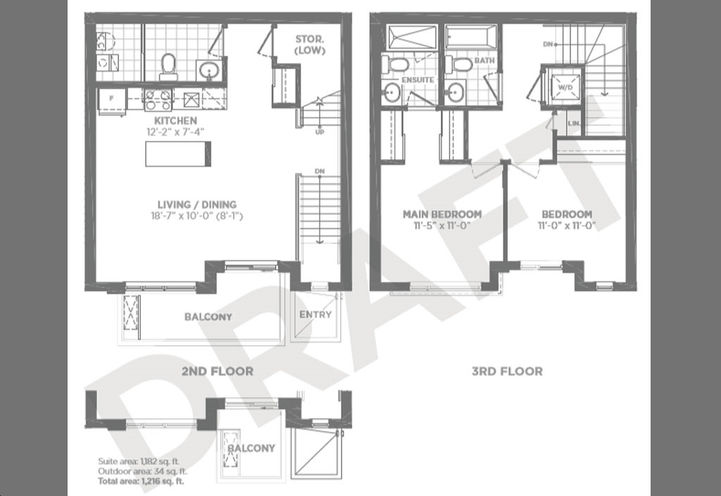 STOR.
(LOW)
F
KITCHEN
12'-2" x 7'-4"
UP
DN
LIVING / DINING
18'-7" x 10'-0" (8'-1")
BALCONY
ENTRY
2ND FLOOR
BALCONY
Suite area: 1,182 sq. ft.
Outdoor area: 34 sq. ft.
Total area: 1,216 sq. ft.
DN
BATH
ENSUITE
W/D
LIN.
MAIN BEDROOM
11'-5" x 11'-0"
BEDROOM
11'-0" x 11'-0"
3RD FLOOR
DRAFT